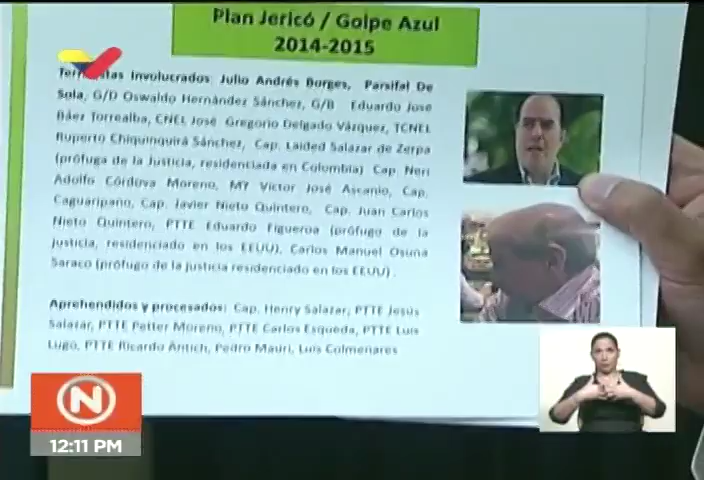 Plan Jericó / Golpe Azul
2014-2015
Involucrados: Julio Andrés Borges, Parsifal De
Sola, G/D Oswaldo Hernández Sánchez, G/B Eduardo José
Báez Torrealba, CNEL José Gregorio Delgado Vázquez, TCNEL
Ruperto Chiquinquirá Sánchez, Cap. Laided Salazar de Zerpa
(prófuga de la Justicia, residenciada en Colombia) Cap. Neri
Adolfo Córdova Moreno, MY Víctor José Ascanio, Cap.
Caguaripano, Cap. Javier Nieto Quintero, Cap. Juan Carlos
Nieto Quintero, PTTE Eduardo Figueroa (prófugo de la
justicia, residenciado en los EEUU), Carlos Manuel Osuna
Saraco (prófugo de la justicia residenciado en los EEUU) .
Aprehendidos y procesados: Cap. Henry Salazar, PTTE Jesús
Salazar, PTTE Petter Moreno, PTTE Carlos Esqueda, PTTE Luis
Lugo, PTTE Ricardo Antich, Pedro Mauri, Luis Colmenares
N
12:11 PM